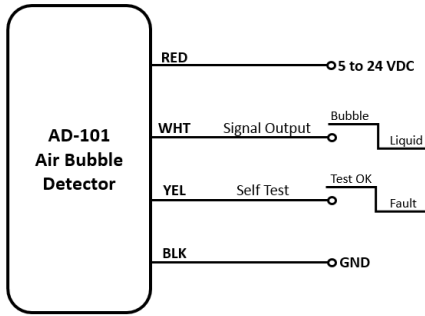 RED
5 to 24 VDC
Bubble
WHT Signal Output
Liquid
AD-101
Air Bubble
Detector
Test OK
YEL Self Test
Fault
BLK
GND